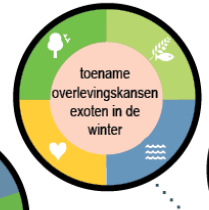 toename
overlevingskansen
exoten in de
winter